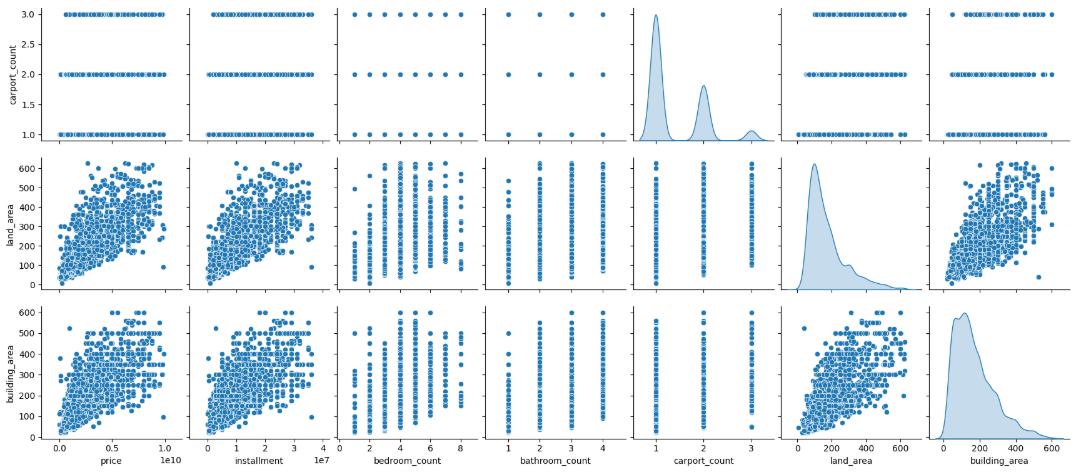 3.0
2.5
2.0
1.5
1.0
carport_count
600
500
400
300
200
100
0
land_area
600
500
400
300
200
100
0
building_area
0.0 0.5 1.0
1e10
price
0 1 2 3 4
1e7
installment
2 4 6 8
bedroom_count
1 2 3 4
bathroom_count
1 2 3
carport_count
0 200 400 600
land_area
0 200 400 600
building_area